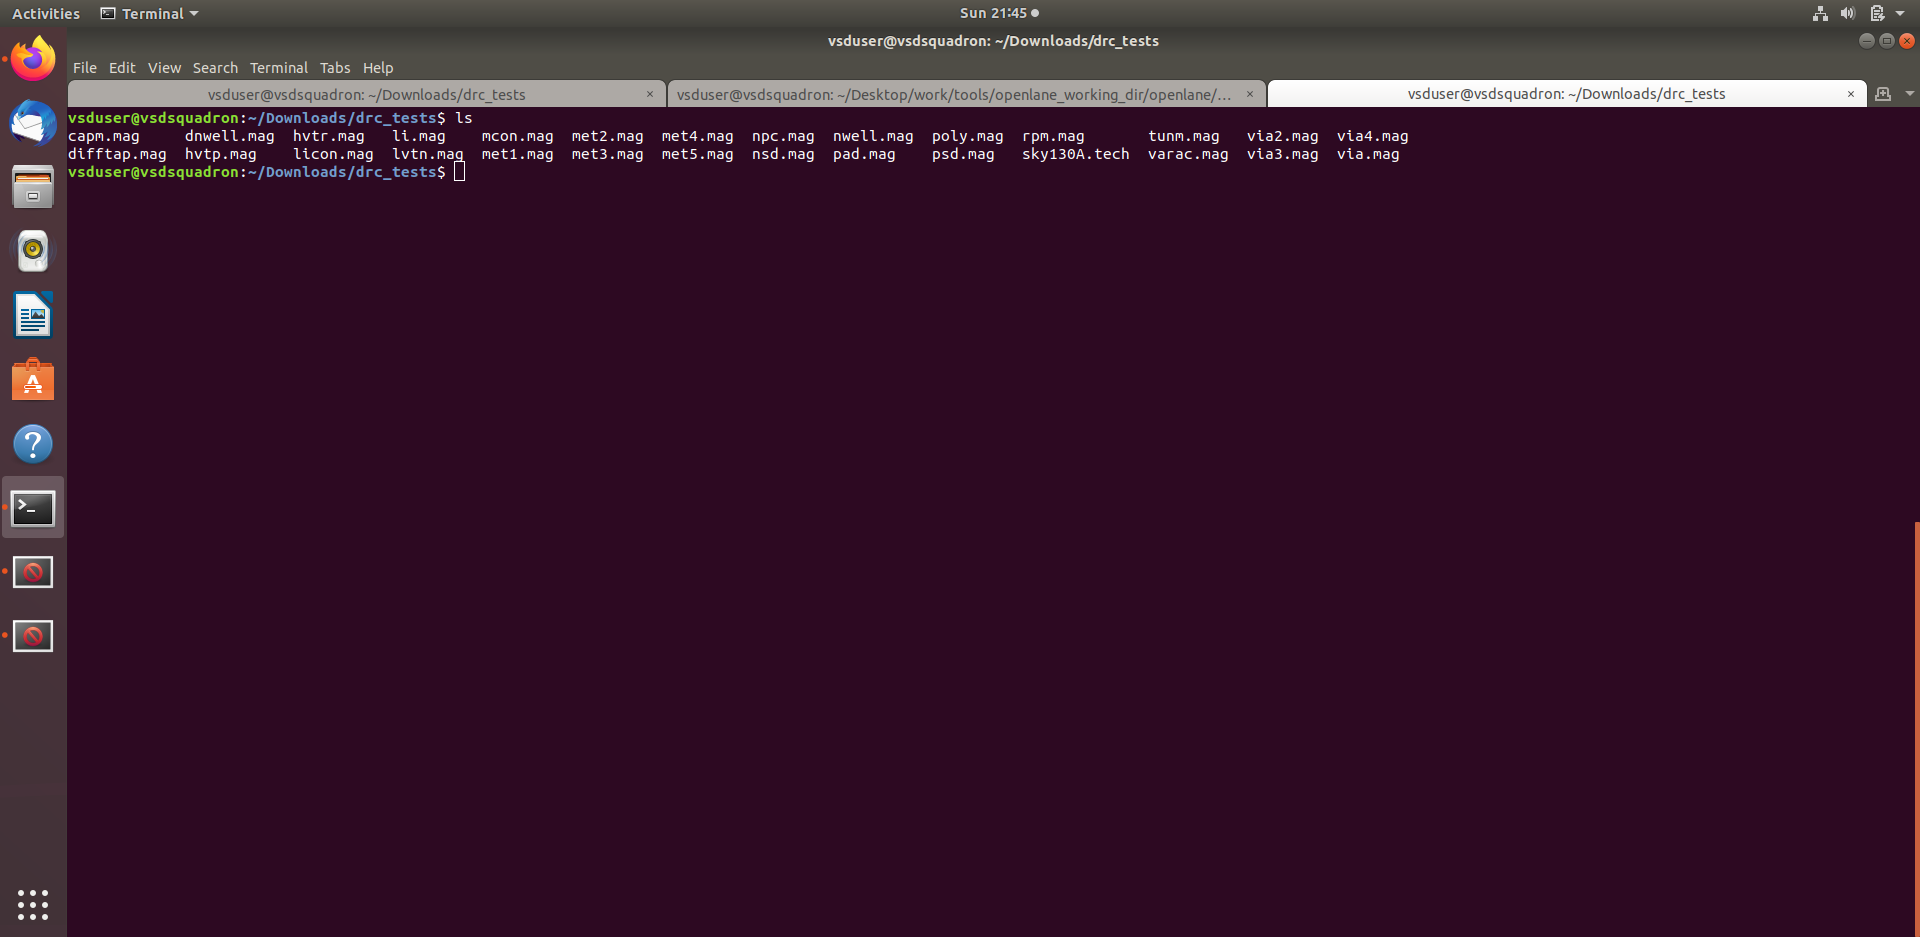 Activities Terminal Sun 21:45
vsduser@vsdsquadron: ~/Downloads/drc_tests
File Edit View Search Terminal Tabs Help
vsduser@vsdsquadron: ~/Downloads/drc_tests × vsduser@vsdsquadron: ~/Desktop/work/tools/openlane_working_dir/openlane/... × vsduser@vsdsquadron: ~/Downloads/drc_tests ×
vsduser@vsdsquadron:~/Downloads/drc_tests$ ls
capm.mag dnwell.mag hvtr.mag li.mag mcon.mag met2.mag met4.mag npc.mag nwell.mag poly.mag rpm.mag tunm.mag via2.mag via4.mag
difftap.mag hvtp.mag licon.mag lvtn.mag met1.mag met3.mag met5.mag nsd.mag pad.mag psd.mag sky130A.tech varac.mag via3.mag via.mag
vsduser@vsdsquadron:~/Downloads/drc_tests$